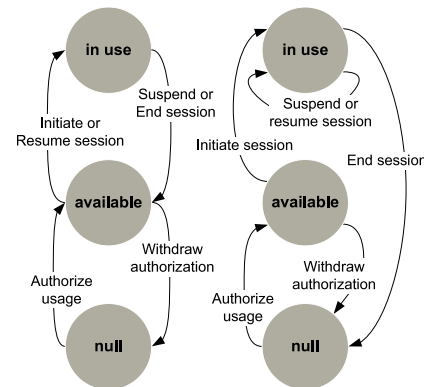 in use
Suspend or
End session
Initiate or
Resume session
available
Withdraw
authorization
Authorize
usage
null
in use
Suspend or
resume session
Initiate session
End session
available
Withdraw
authorization
Authorize
usage
null